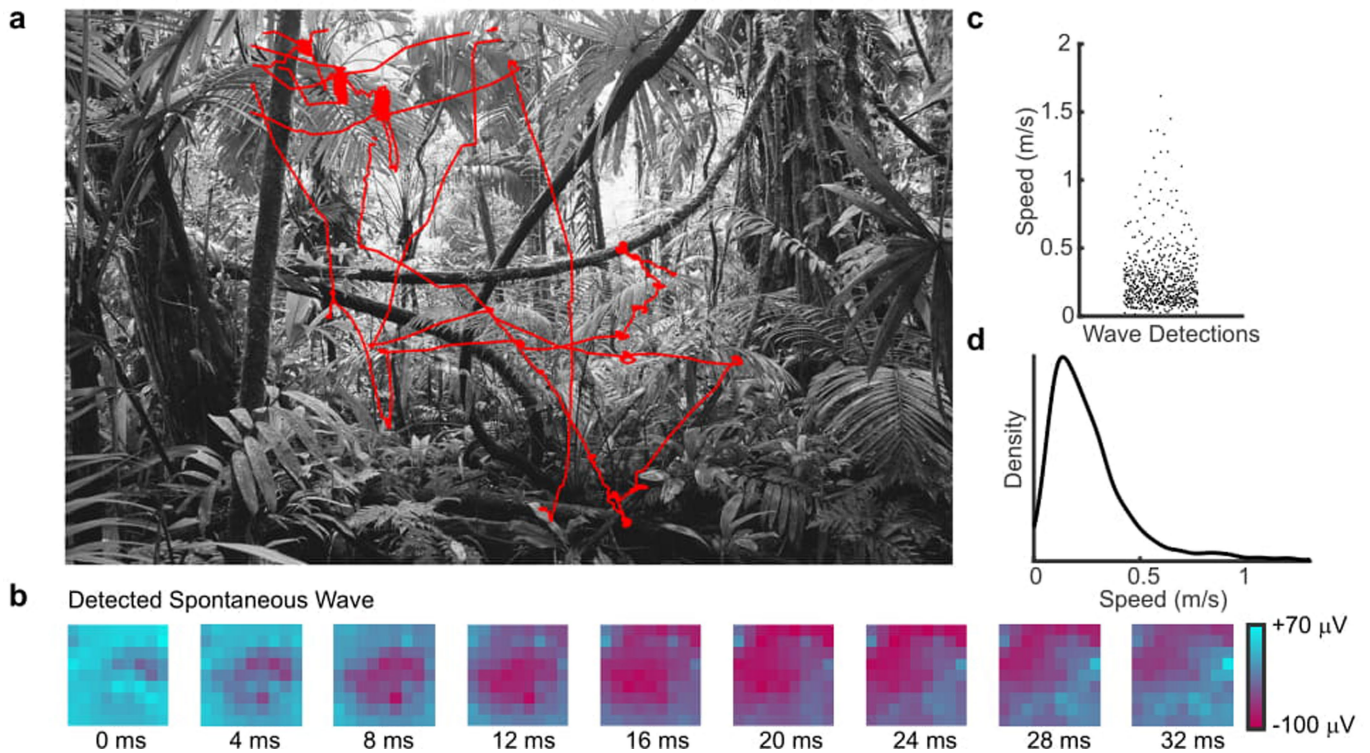 a
c
2
1.5
1
0.5
0
Speed (m/s)
Wave Detections
d
Density
0
0.5
1
Speed (m/s)
b
Detected Spontaneous Wave
+70 µV
-100 µV
0 ms
4 ms
8 ms
12 ms
16 ms
20 ms
24 ms
28 ms
32 ms